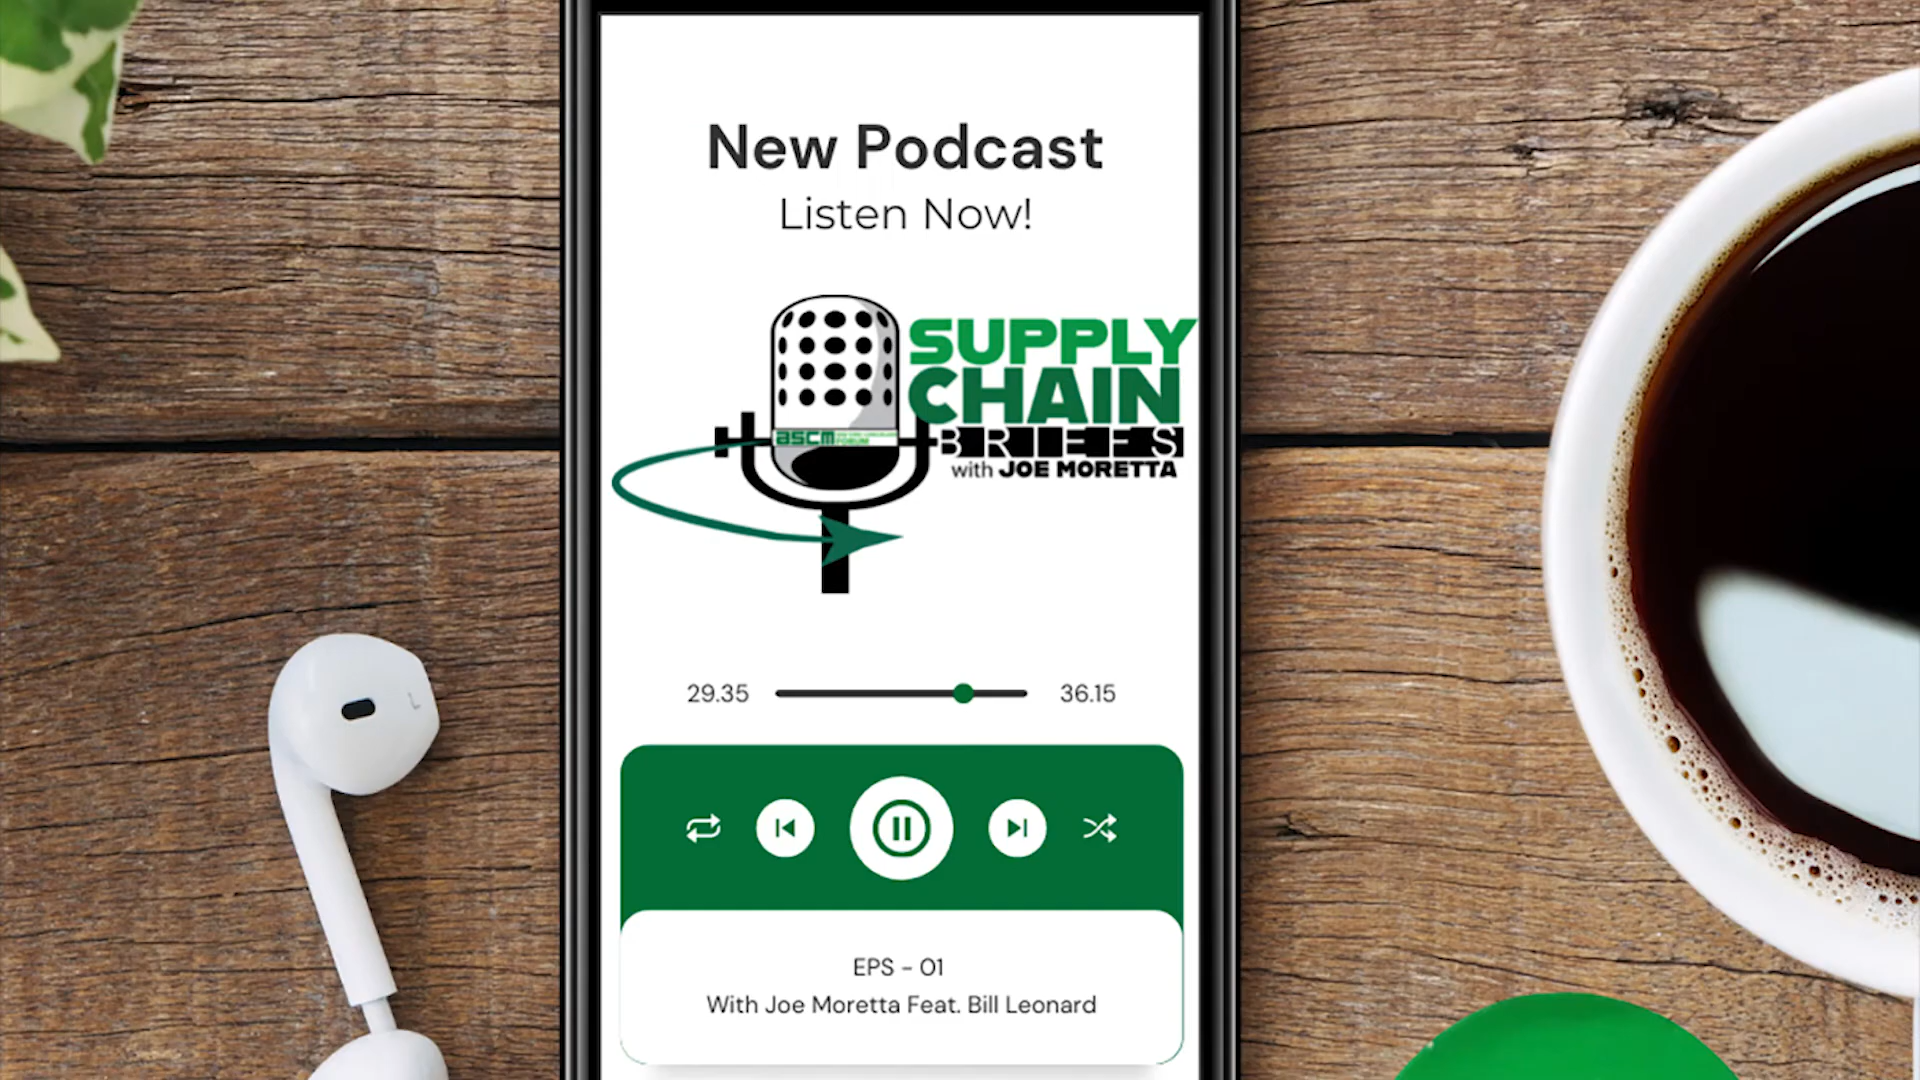 New Podcast
Listen Now!
SUPPLY
CHAIN
BRIEFS
with JOE MORETTA
ascm
FORUM
29.35
36.15
EPS - 01
With Joe Moretta Feat. Bill Leonard
L